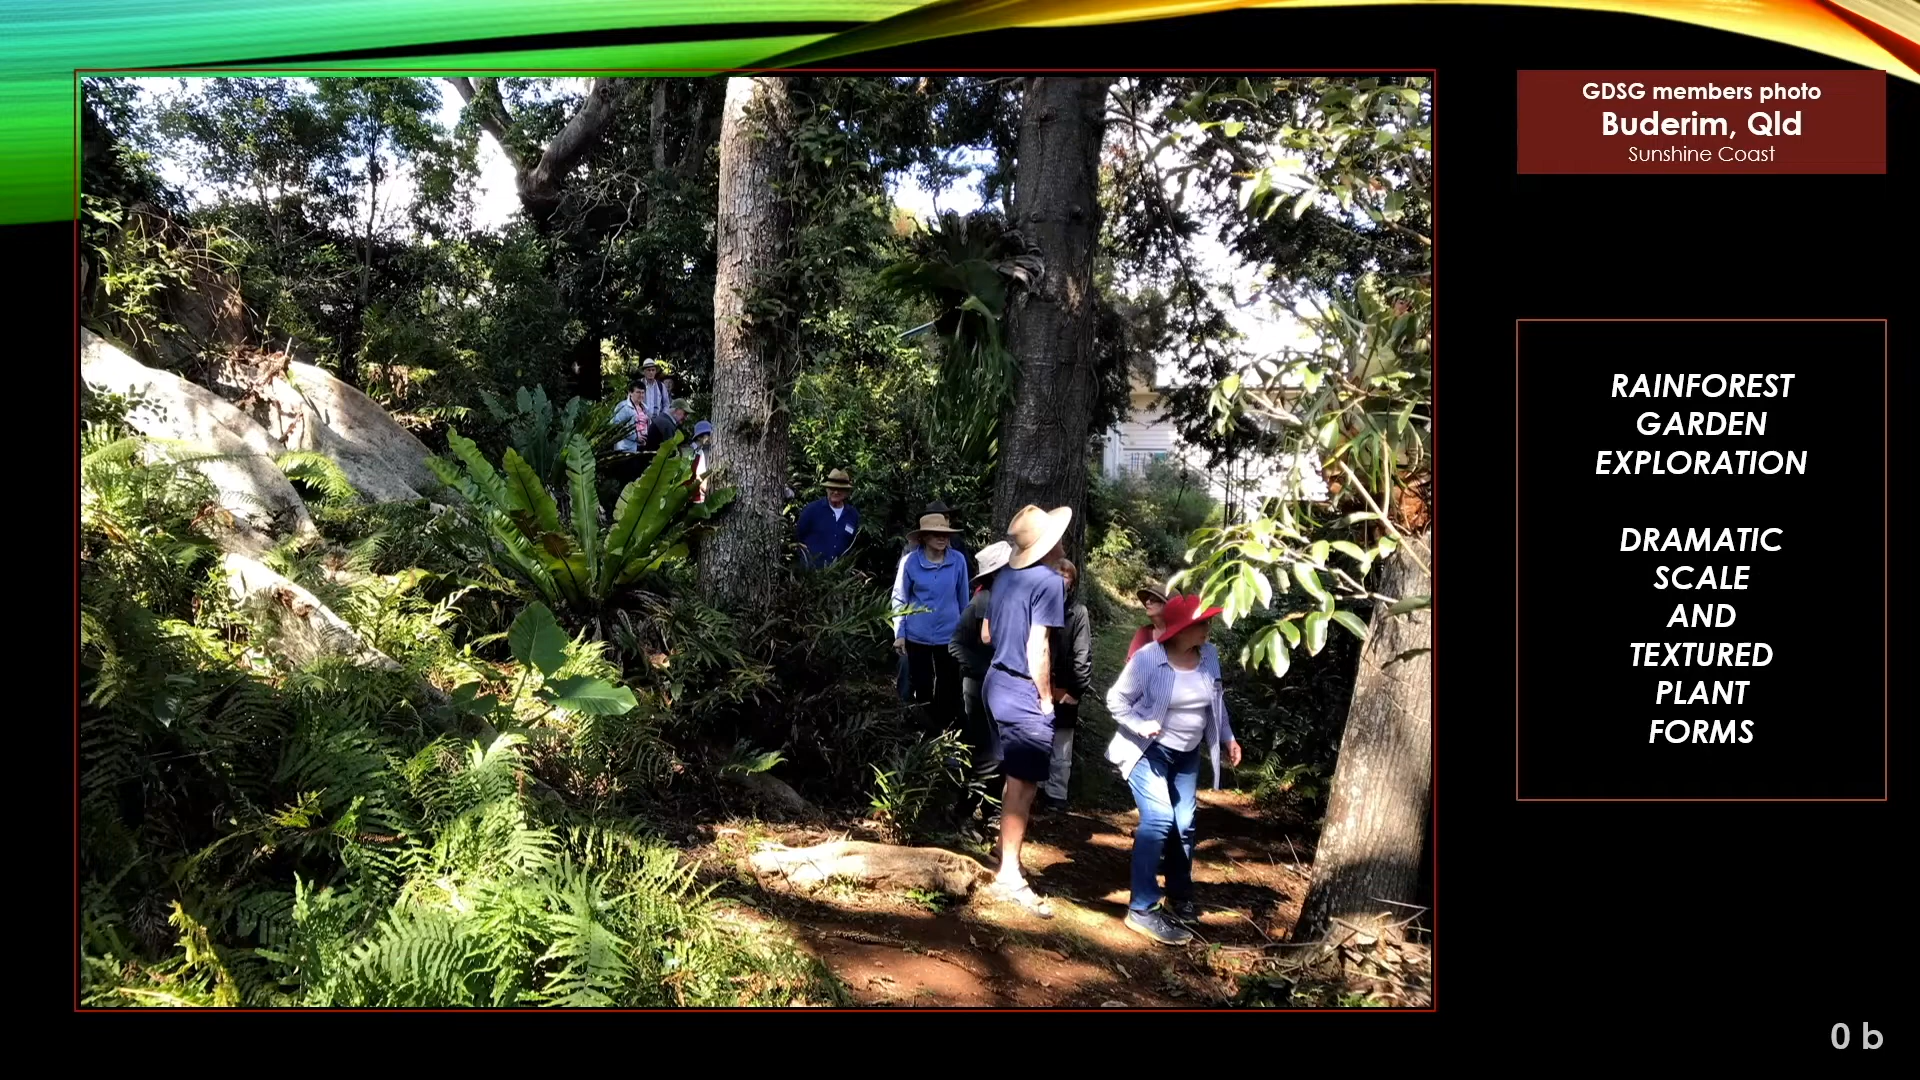 GDSG members photo
Buderim, Qld
Sunshine Coast
RAINFOREST
GARDEN
EXPLORATION
DRAMATIC
SCALE
AND
TEXTURED
PLANT
FORMS
0 b